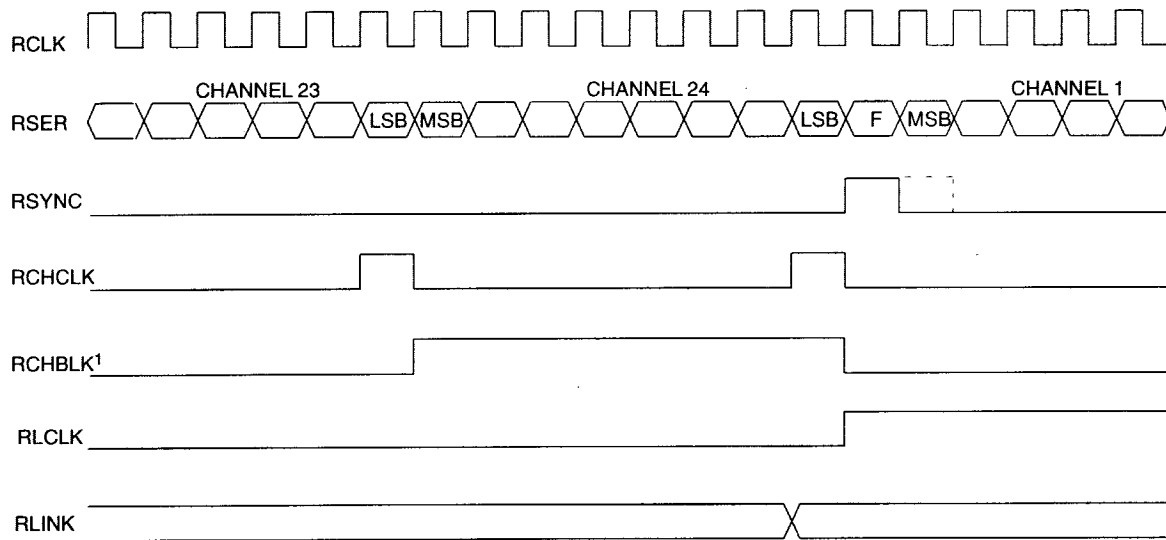 RCLK
CHANNEL 23 CHANNEL 24 CHANNEL 1
RSER LSB MSB LSB F MSB
RSYNC
RCHCLK
RCHBLK¹
RLCLK
RLINK